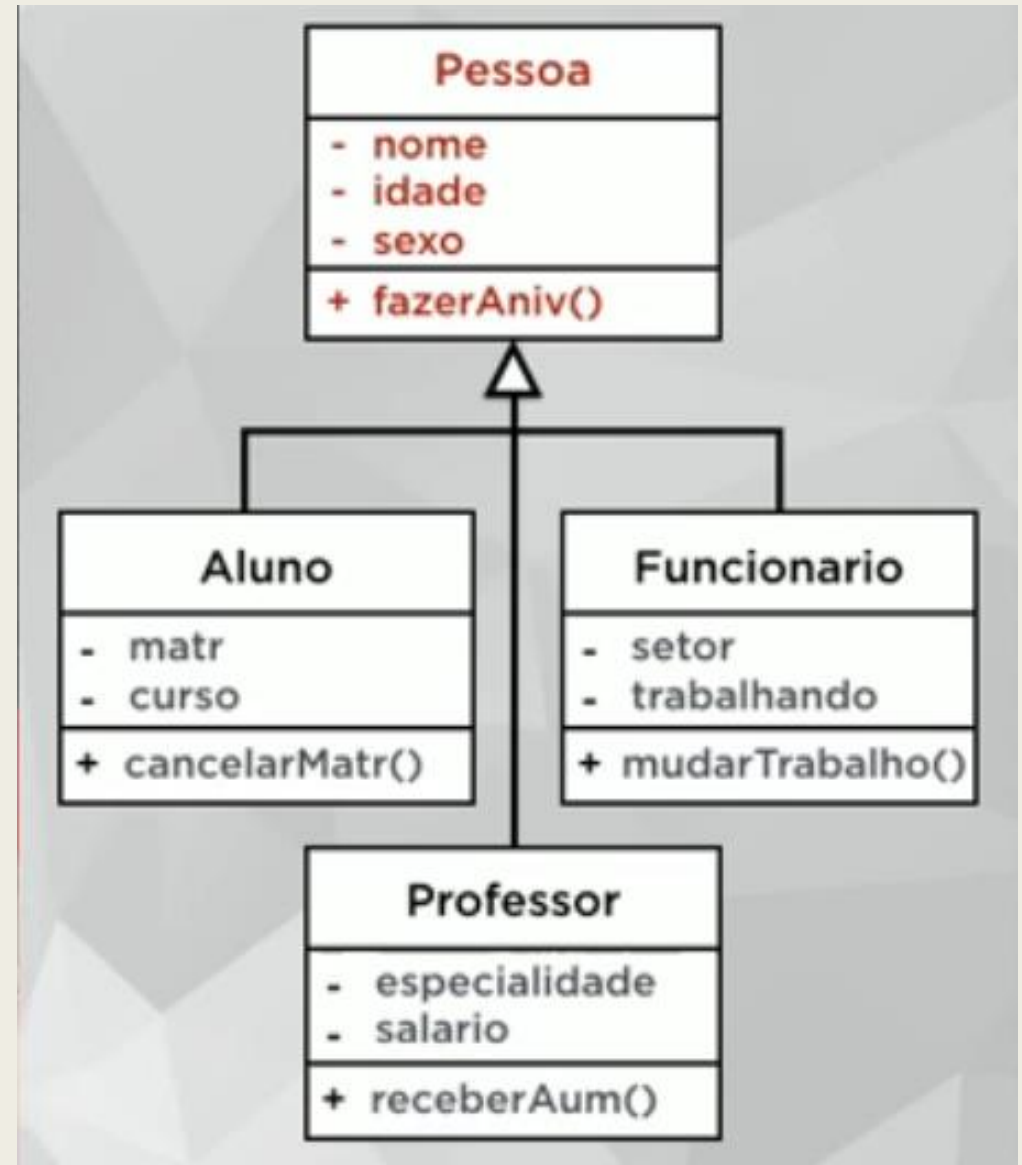 Pessoa
- nome
- idade
- sexo
+ fazerAniv()
Aluno
- matr
- curso
+ cancelarMatr()
Funcionario
- setor
- trabalhando
+ mudarTrabalho()
Professor
- especialidade
- salario
+ receberAum()